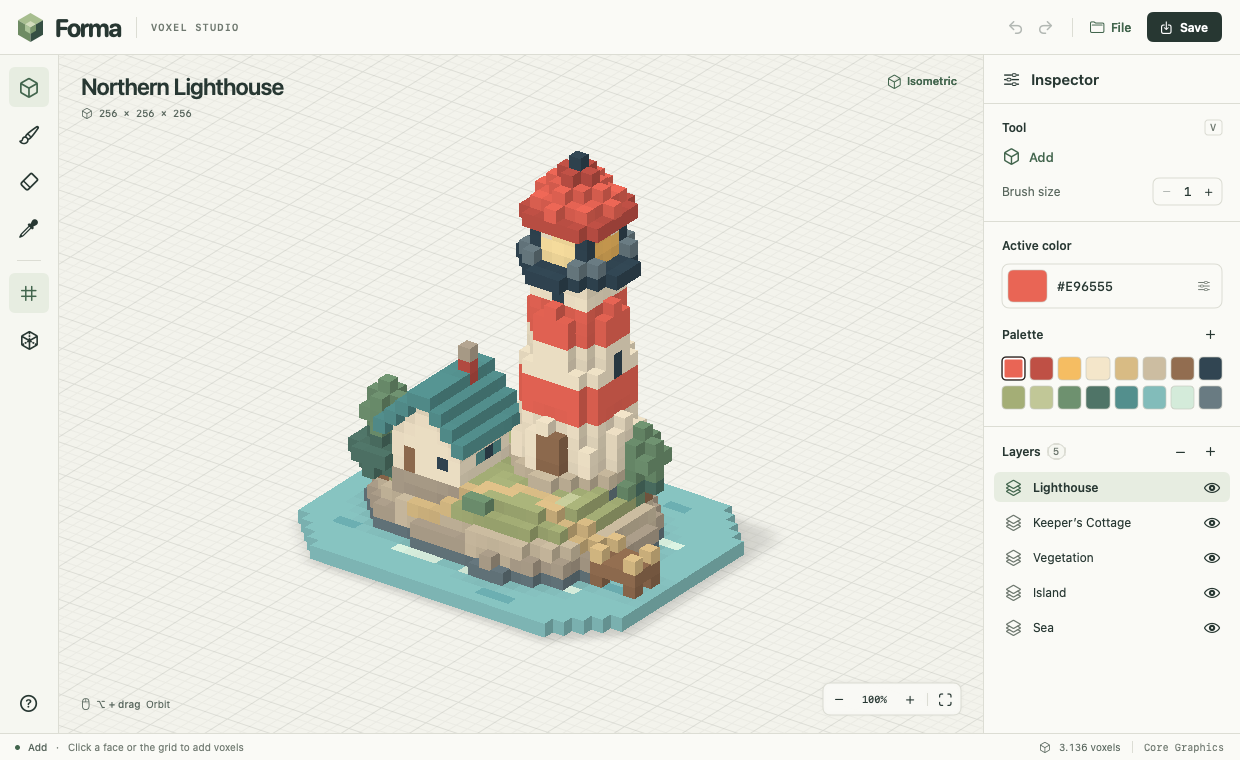 Forma
VOXEL STUDIO
File
Save
Northern Lighthouse
256 × 256 × 256
Isometric
Inspector
Tool
V
Add
Brush size
− 1 +
Active color
#E96555
Palette
+
Layers 5 − +
Lighthouse
Keeper’s Cottage
Vegetation
Island
Sea
⌥ + drag Orbit
− 100% +
?
Add · Click a face or the grid to add voxels
3.136 voxels
Core Graphics